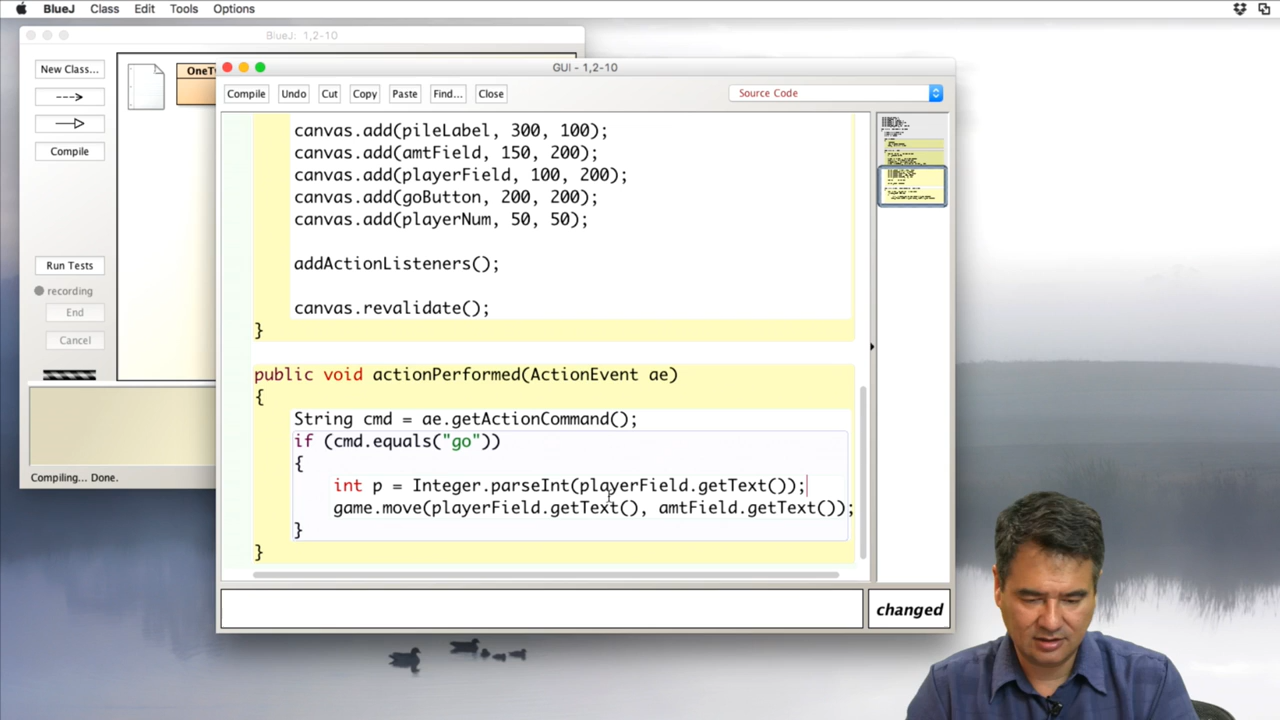 BlueJ Class Edit Tools Options
BlueJ: 1,2-10
New Class...
--->
Compile
Run Tests
recording
End
Cancel
Compiling... Done.
GUI - 1,2-10
Compile Undo Cut Copy Paste Find... Close Source Code
canvas.add(pileLabel, 300, 100);
canvas.add(amtField, 150, 200);
canvas.add(playerField, 100, 200);
canvas.add(goButton, 200, 200);
canvas.add(playerNum, 50, 50);
addActionListeners();
canvas.revalidate();
}
public void actionPerformed(ActionEvent ae)
{
String cmd = ae.getActionCommand();
if (cmd.equals("go"))
{
int p = Integer.parseInt(playerField.getText());
game.move(playerField.getText(), amtField.getText());
}
}
changed